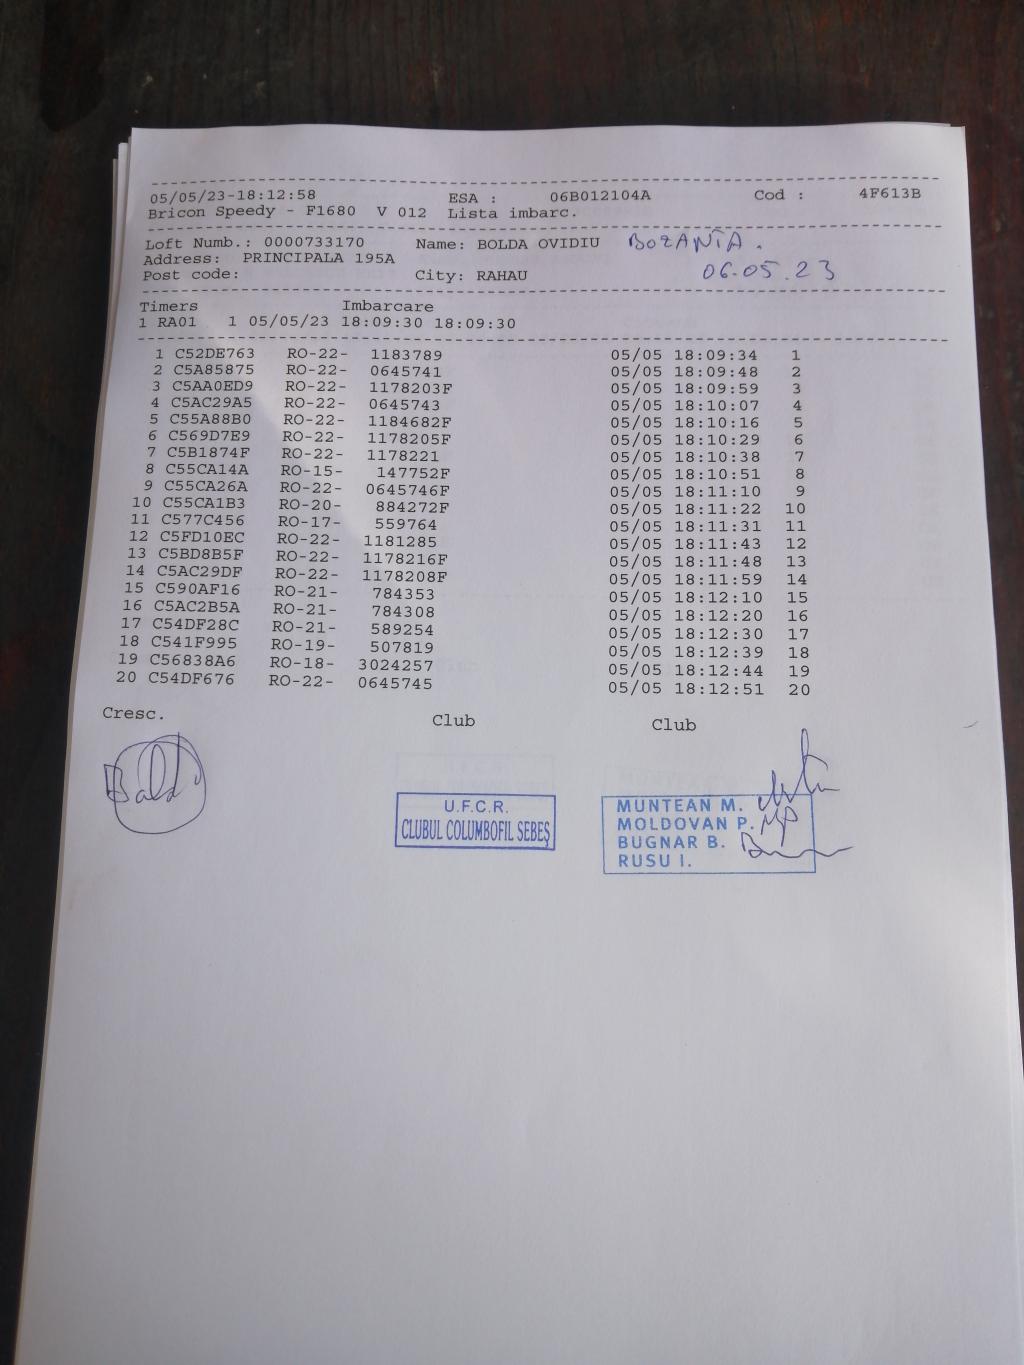 05/05/23-18:12:58 ESA : 06B012104A Cod : 4F613B
Bricon Speedy - F1680 V 012 Lista imbarc.
Loft Numb.: 0000733170 Name: BOLDA OVIDIU BOZANTA.
Address: PRINCIPALA 195A 06.05.23
Post code: City: RAHAU
Timers Imbarcare
1 RA01 1 05/05/23 18:09:30 18:09:30
1 C52DE763 RO-22- 1183789 05/05 18:09:34 1
2 C5A85875 RO-22- 0645741 05/05 18:09:48 2
3 C5AA0ED9 RO-22- 1178203F 05/05 18:09:59 3
4 C5AC29A5 RO-22- 0645743 05/05 18:10:07 4
5 C55A88B0 RO-22- 1184682F 05/05 18:10:16 5
6 C569D7E9 RO-22- 1178205F 05/05 18:10:29 6
7 C5B1874F RO-22- 1178221 05/05 18:10:38 7
8 C55CA14A RO-15- 147752F 05/05 18:10:51 8
9 C55CA26A RO-22- 0645746F 05/05 18:11:10 9
10 C55CA1B3 RO-20- 884272F 05/05 18:11:22 10
11 C577C456 RO-17- 559764 05/05 18:11:31 11
12 C5FD10EC RO-22- 1181285 05/05 18:11:43 12
13 C5BD8B5F RO-22- 1178216F 05/05 18:11:48 13
14 C5AC29DF RO-22- 1178208F 05/05 18:11:59 14
15 C590AF16 RO-21- 784353 05/05 18:12:10 15
16 C5AC2B5A RO-21- 784308 05/05 18:12:20 16
17 C54DF28C RO-21- 589254 05/05 18:12:30 17
18 C541F995 RO-19- 507819 05/05 18:12:39 18
19 C56838A6 RO-18- 3024257 05/05 18:12:44 19
20 C54DF676 RO-22- 0645745 05/05 18:12:51 20
Cresc. Club Club
U.F.C.R.
CLUBUL COLUMBOFIL SEBEȘ
MUNTEAN M.
MOLDOVAN P.
BUGNAR B.
RUSU I.